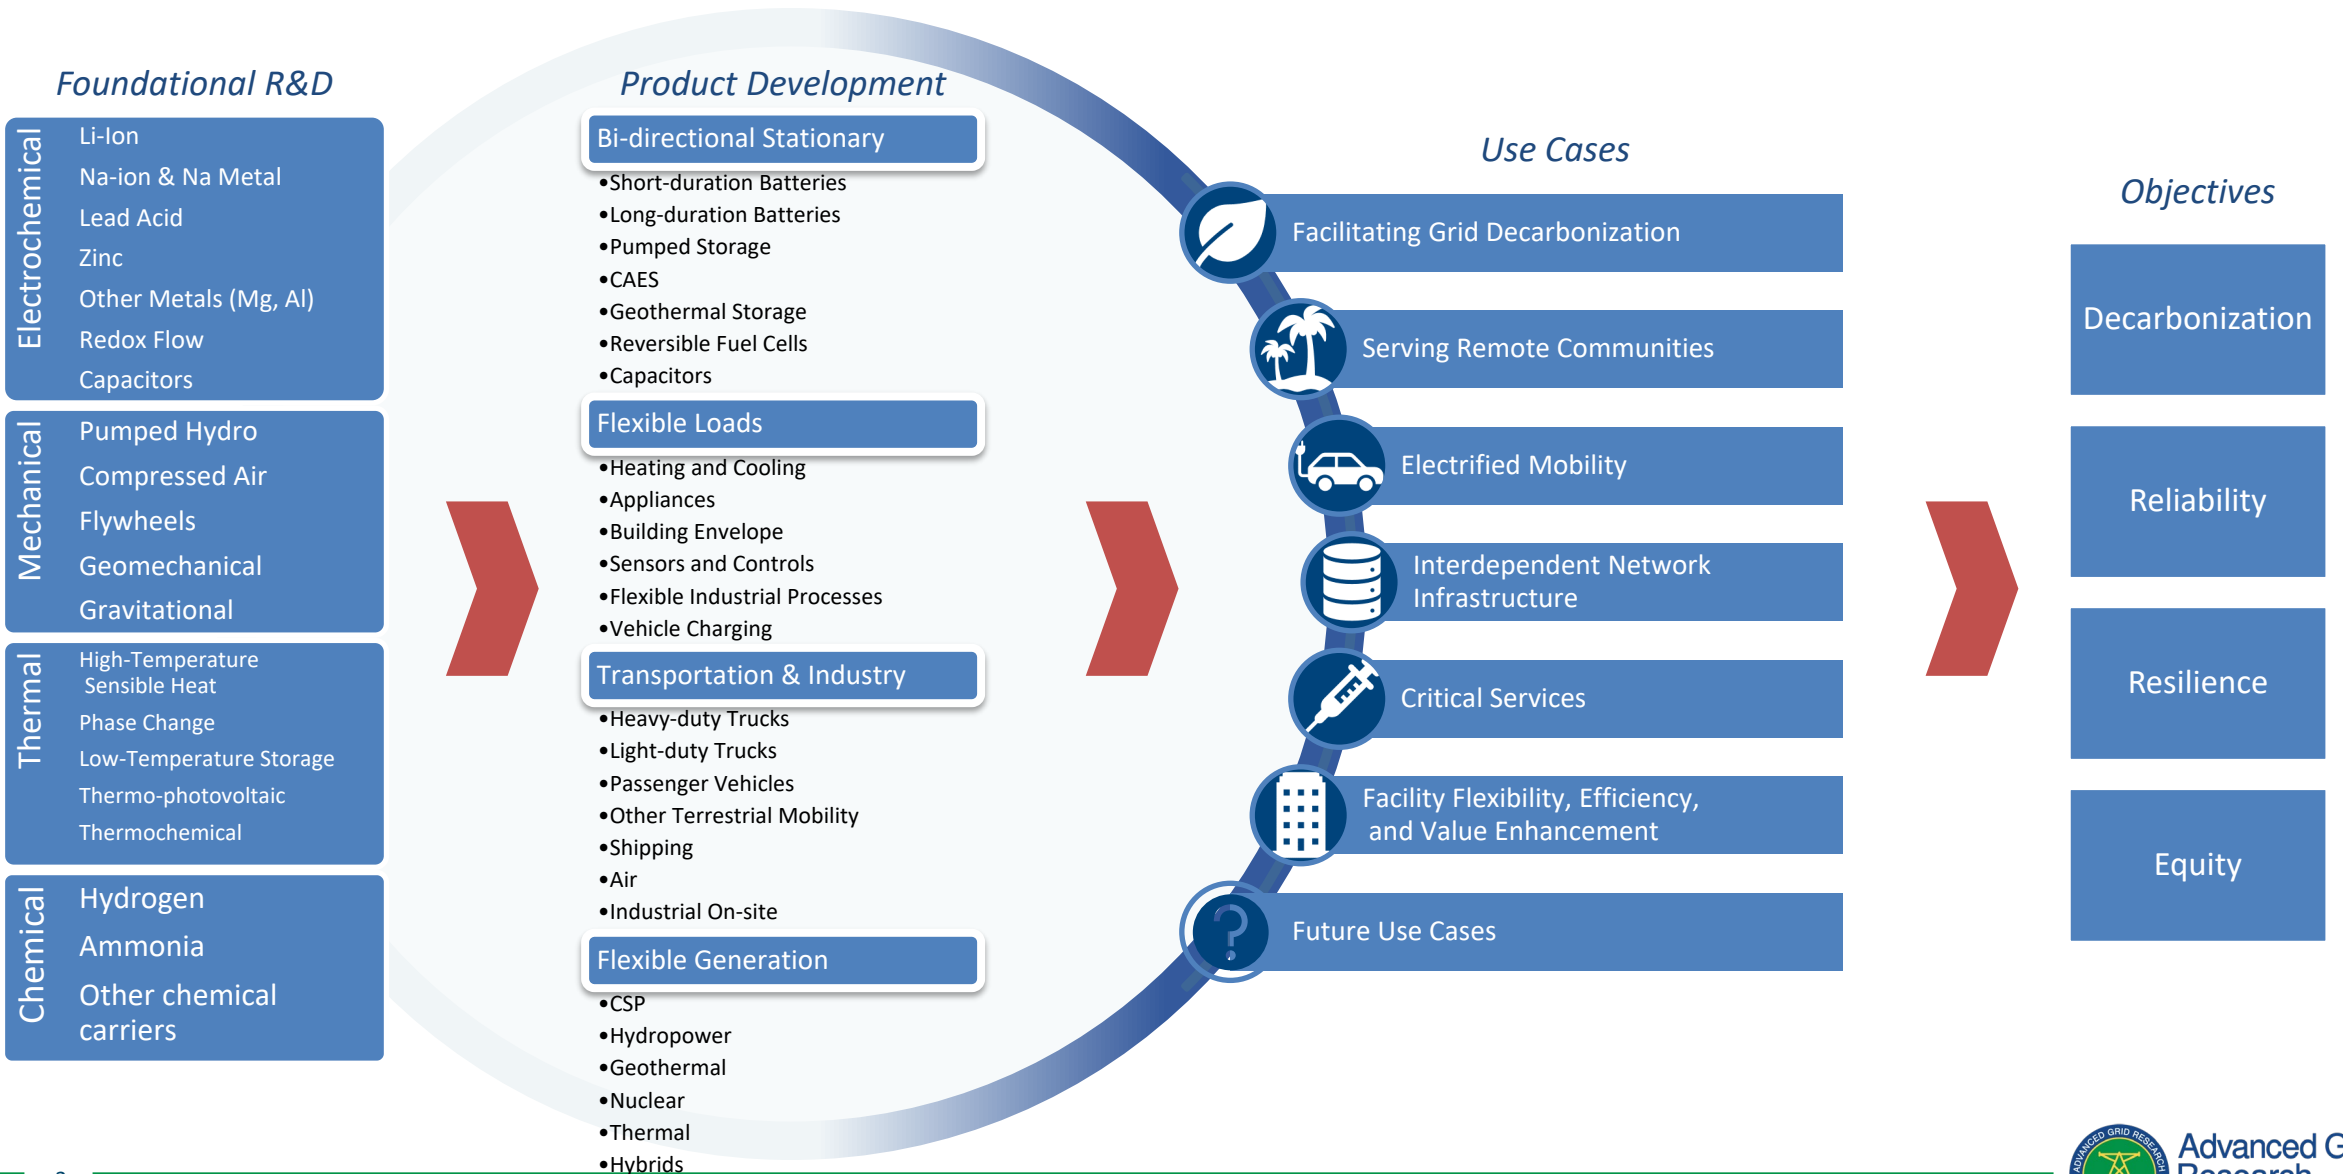 Foundational R&D
Electrochemical
Li-Ion
Na-ion & Na Metal
Lead Acid
Zinc
Other Metals (Mg, Al)
Redox Flow
Capacitors
Mechanical
Pumped Hydro
Compressed Air
Flywheels
Geomechanical
Gravitational
Thermal
High-Temperature
Sensible Heat
Phase Change
Low-Temperature Storage
Thermo-photovoltaic
Thermochemical
Chemical
Hydrogen
Ammonia
Other chemical
carriers
Product Development
Bi-directional Stationary
•Short-duration Batteries
•Long-duration Batteries
•Pumped Storage
•CAES
•Geothermal Storage
•Reversible Fuel Cells
•Capacitors
Flexible Loads
•Heating and Cooling
•Appliances
•Building Envelope
•Sensors and Controls
•Flexible Industrial Processes
•Vehicle Charging
Transportation & Industry
•Heavy-duty Trucks
•Light-duty Trucks
•Passenger Vehicles
•Other Terrestrial Mobility
•Shipping
•Air
•Industrial On-site
Flexible Generation
•CSP
•Hydropower
•Geothermal
•Nuclear
•Thermal
•Hybrids
Use Cases
Facilitating Grid Decarbonization
Serving Remote Communities
Electrified Mobility
Interdependent Network
Infrastructure
Critical Services
Facility Flexibility, Efficiency,
and Value Enhancement
?
Future Use Cases
Objectives
Decarbonization
Reliability
Resilience
Equity
ADVANCED GRID RESEARCH
Advanced G
Research